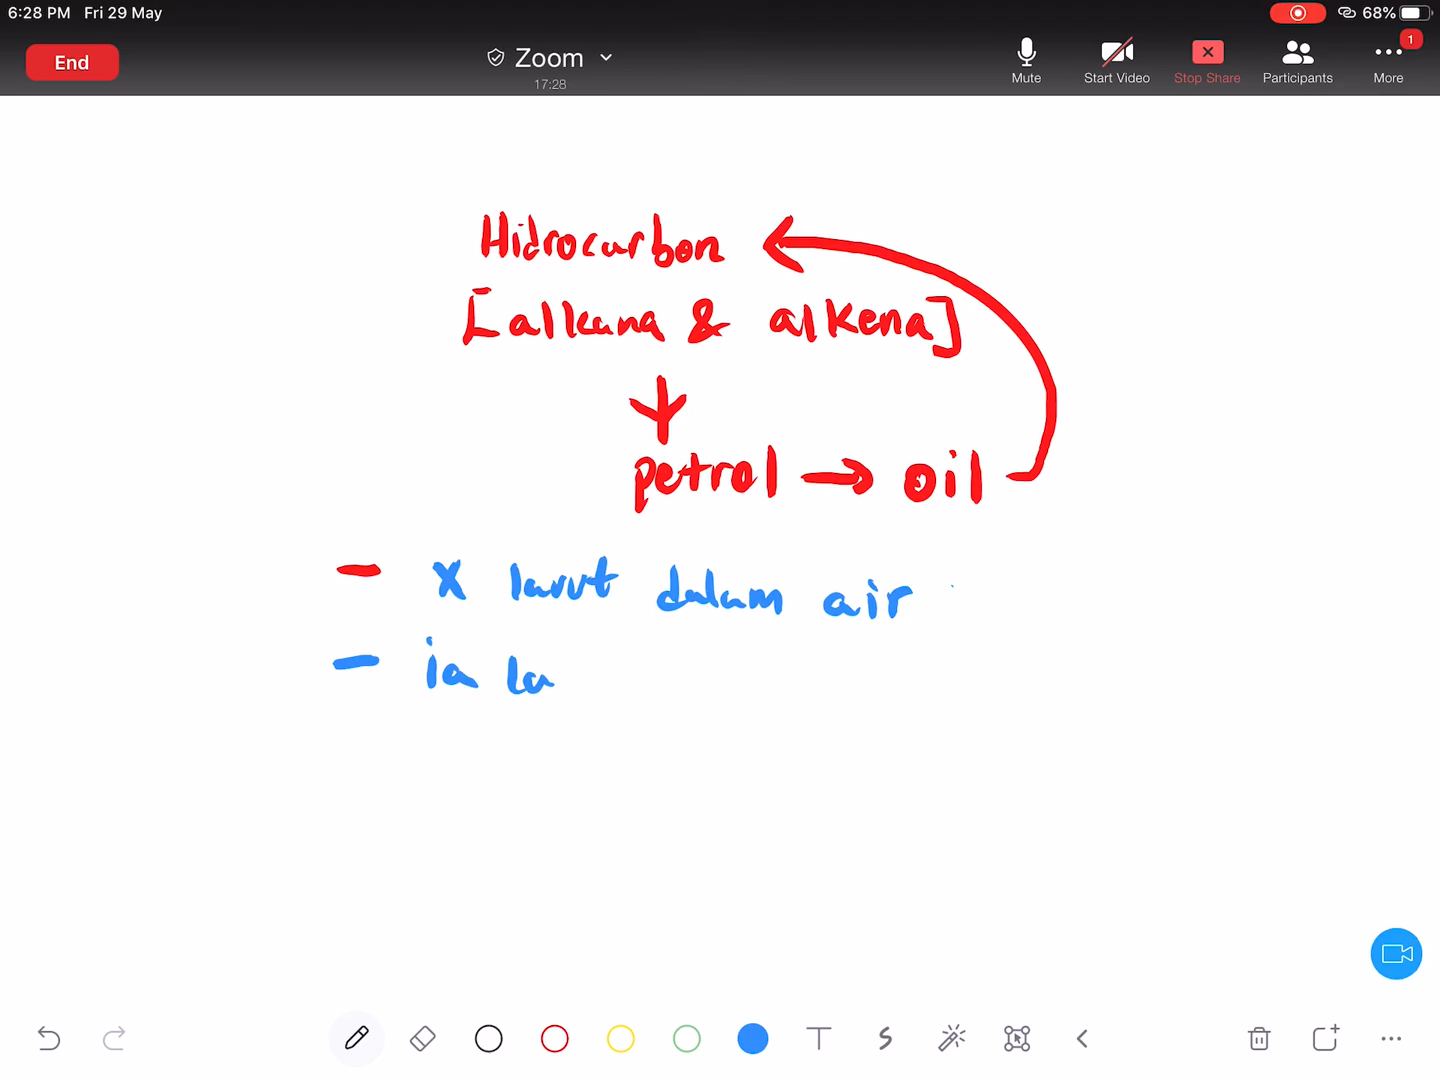 6:28 PM Fri 29 May 68%
End Zoom 17:28 Mute Start Video Stop Share Participants More 1
Hidrocarbon
[alkana & alkena]
petrol → oil
- X larut dalam air
- ia la
T